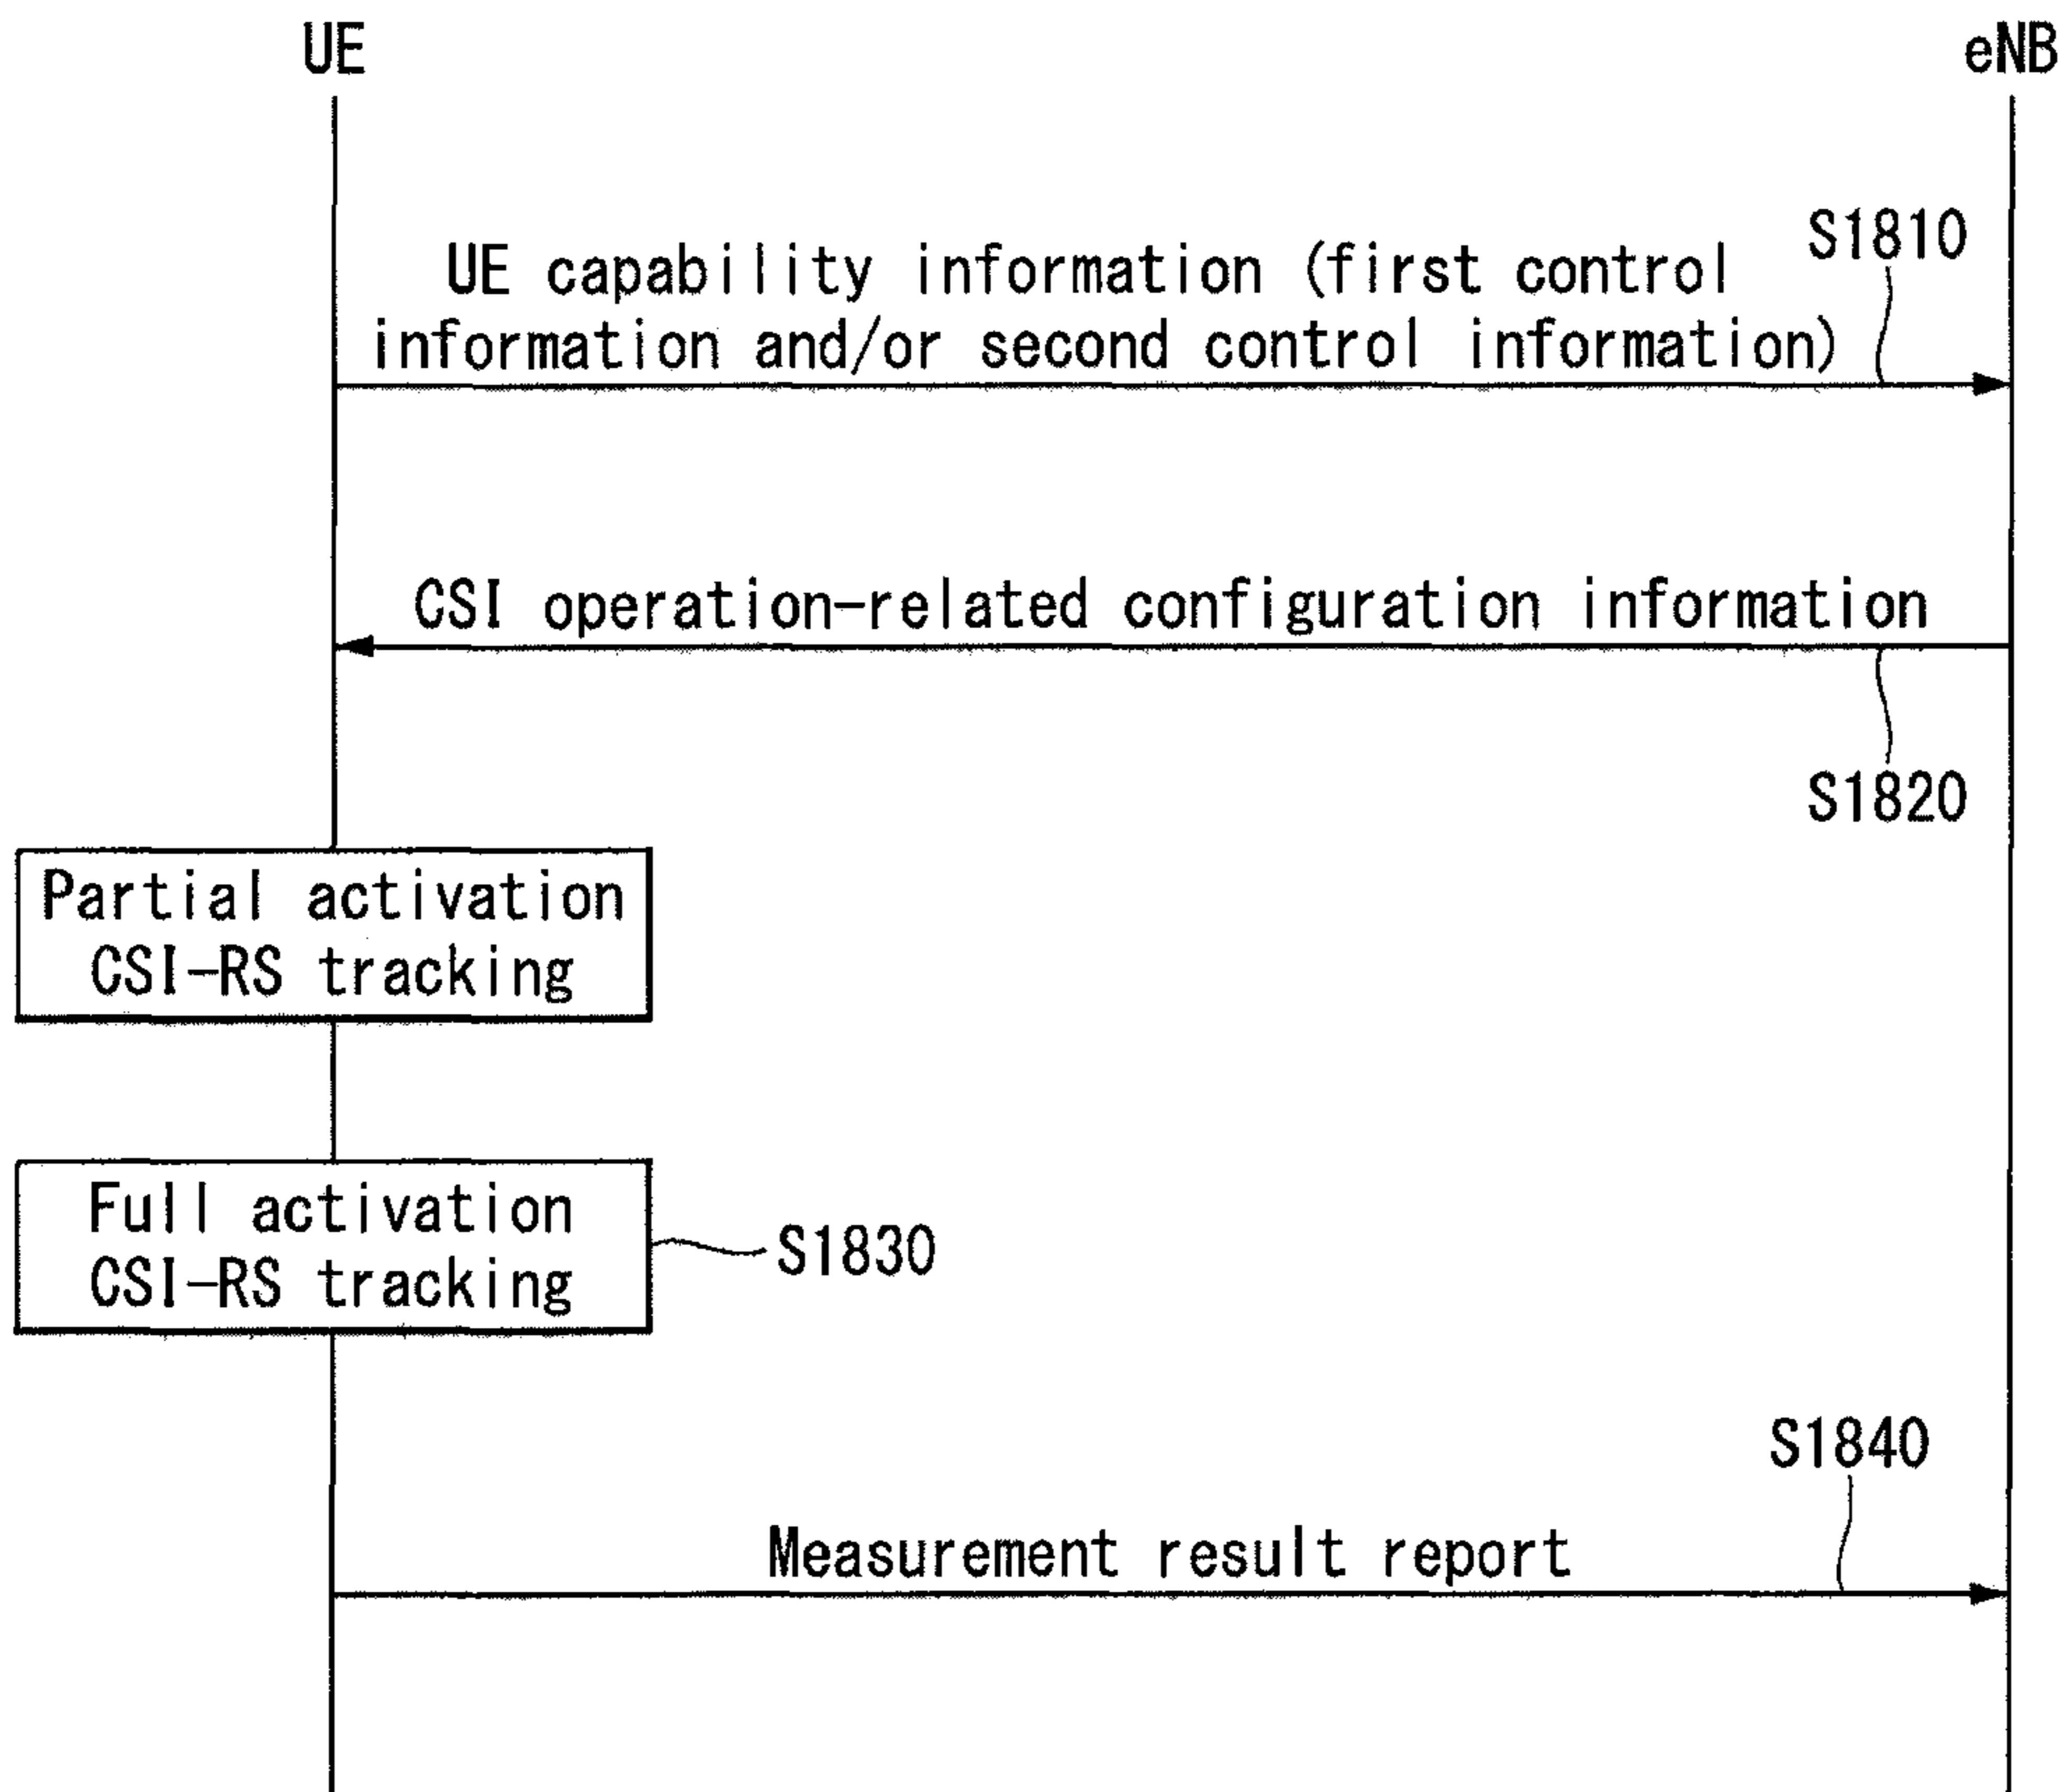 UE
eNB
S1810
UE capability information (first control
information and/or second control information)
CSI operation-related configuration information
S1820
Partial activation
CSI-RS tracking
Full activation
CSI-RS tracking
S1830
S1840
Measurement result report